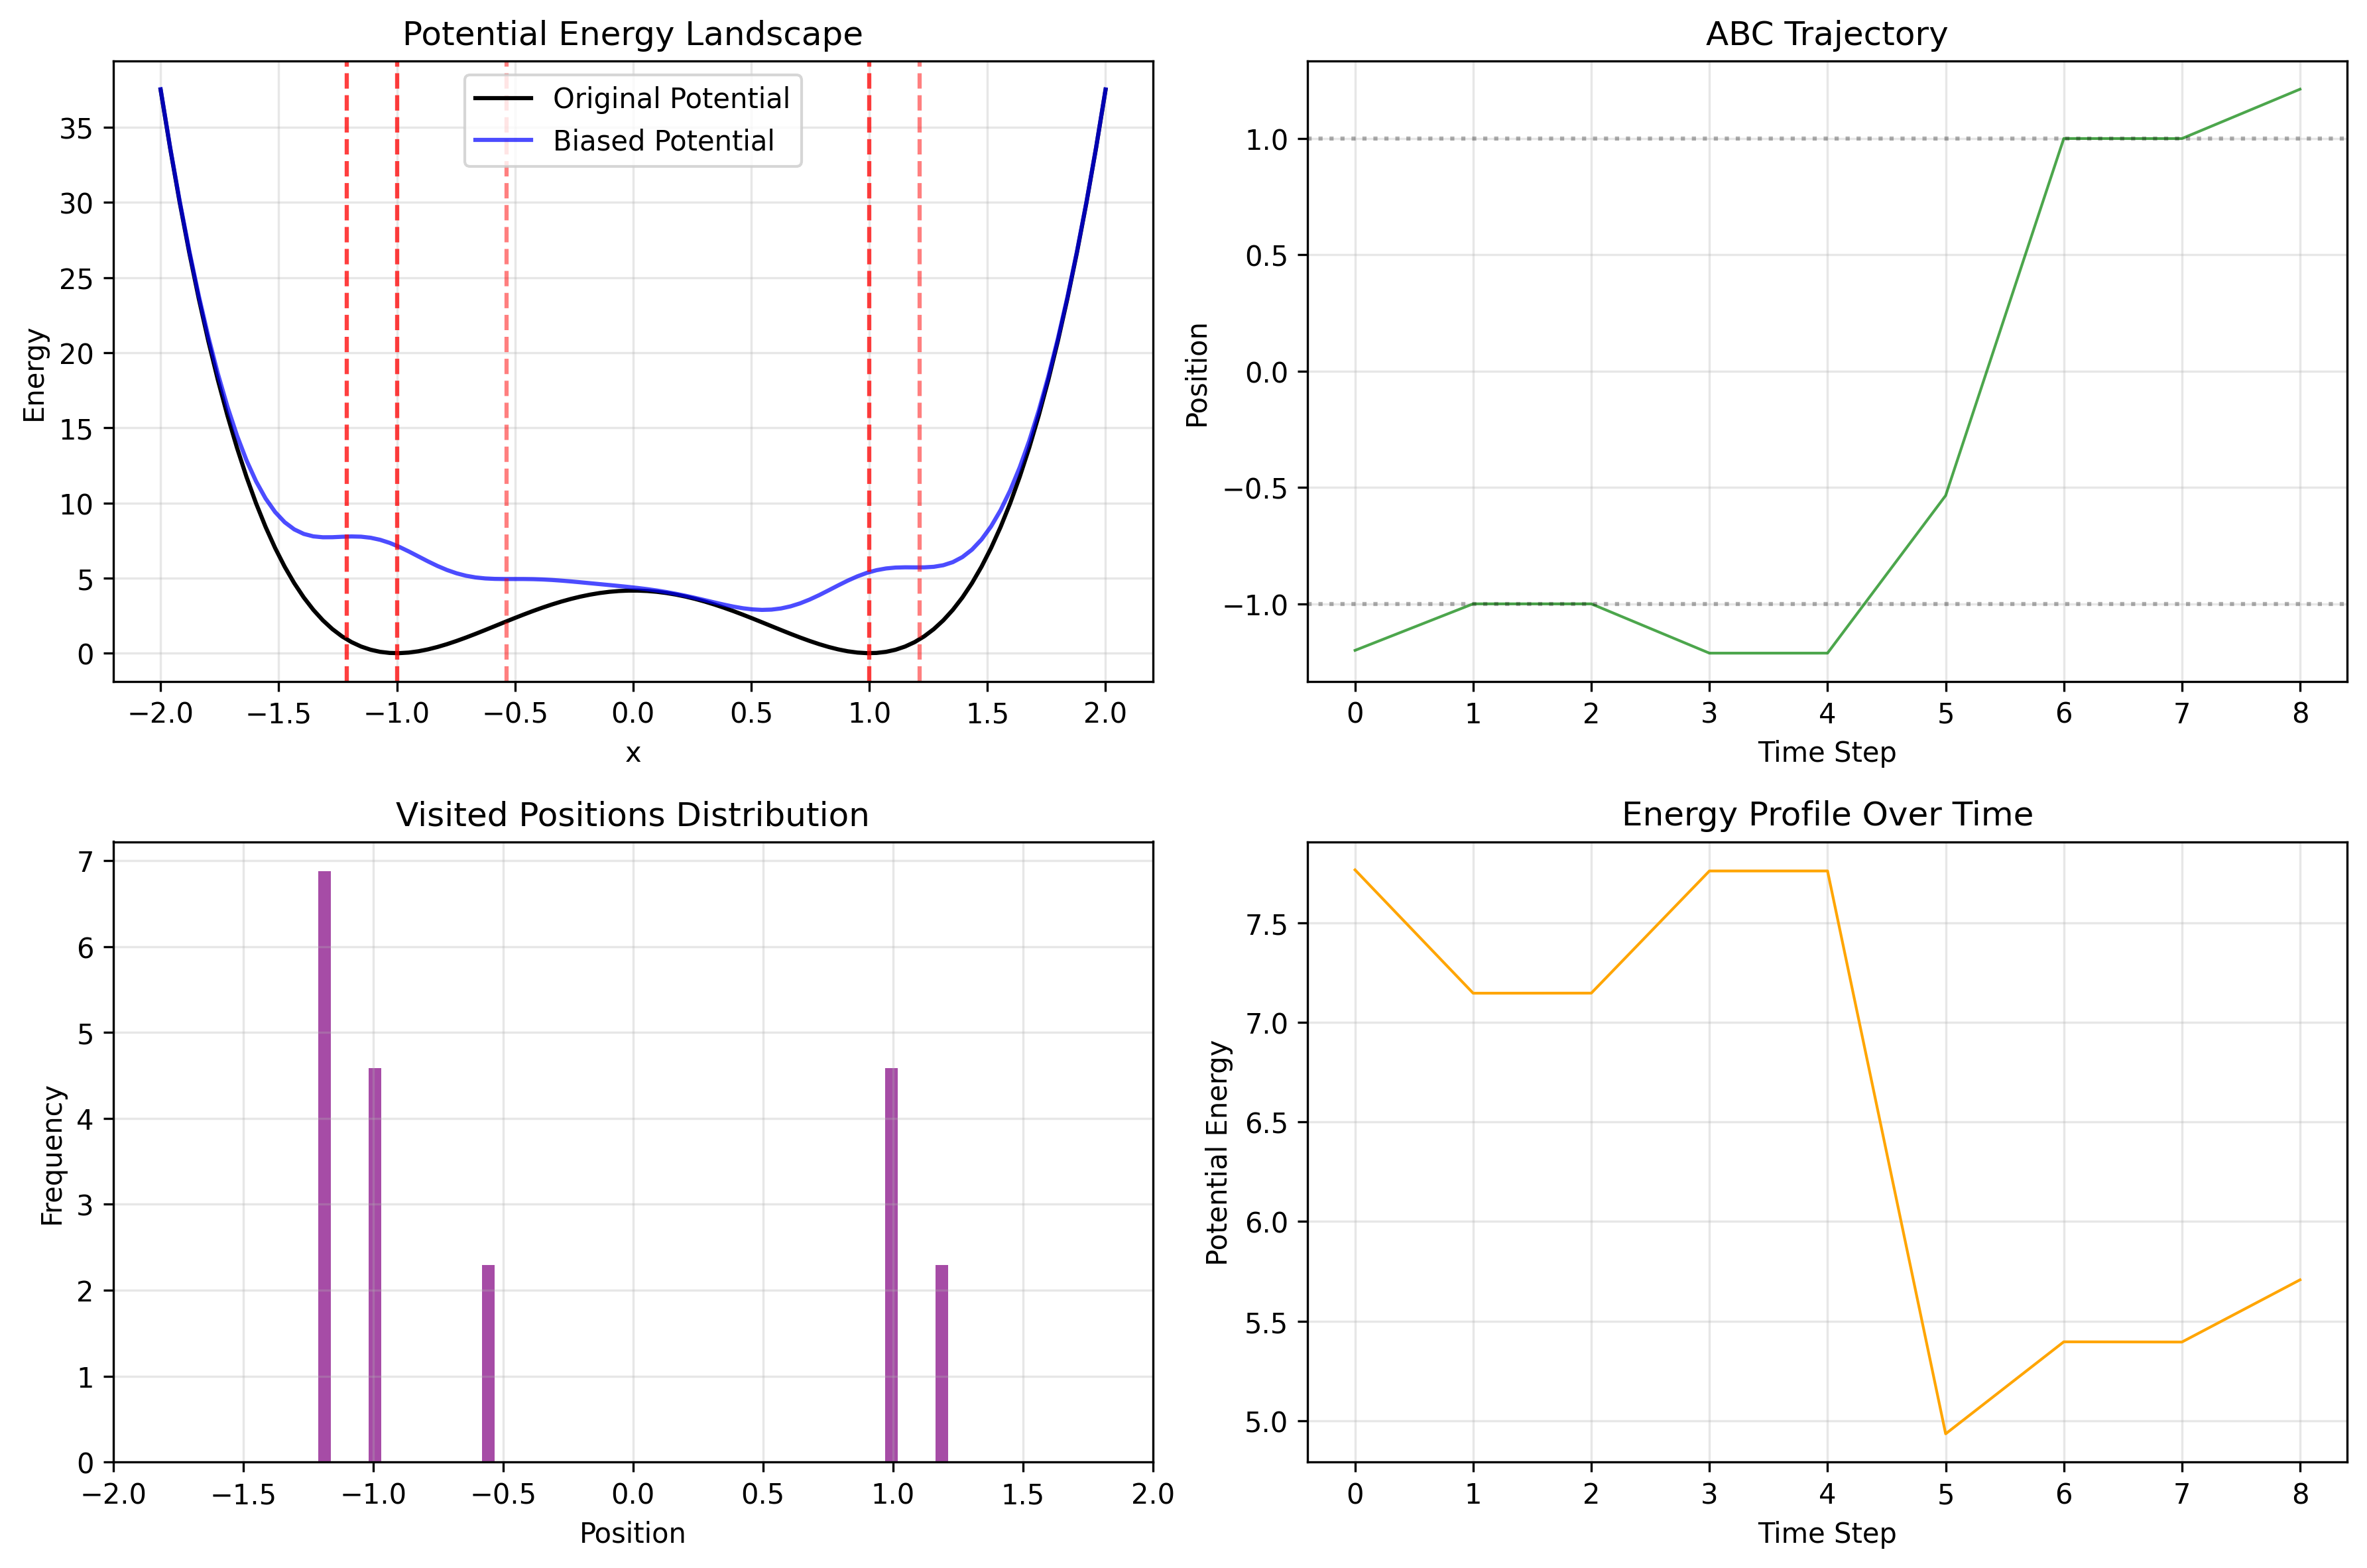 Potential Energy Landscape
Original Potential
Biased Potential
Energy
35
30
25
20
15
10
5
0
−2.0 −1.5 −1.0 −0.5 0.0 0.5 1.0 1.5 2.0
x
ABC Trajectory
Position
1.0
0.5
0.0
−0.5
−1.0
0 1 2 3 4 5 6 7 8
Time Step
Visited Positions Distribution
Frequency
7
6
5
4
3
2
1
0
−2.0 −1.5 −1.0 −0.5 0.0 0.5 1.0 1.5 2.0
Position
Energy Profile Over Time
Potential Energy
7.5
7.0
6.5
6.0
5.5
5.0
0 1 2 3 4 5 6 7 8
Time Step